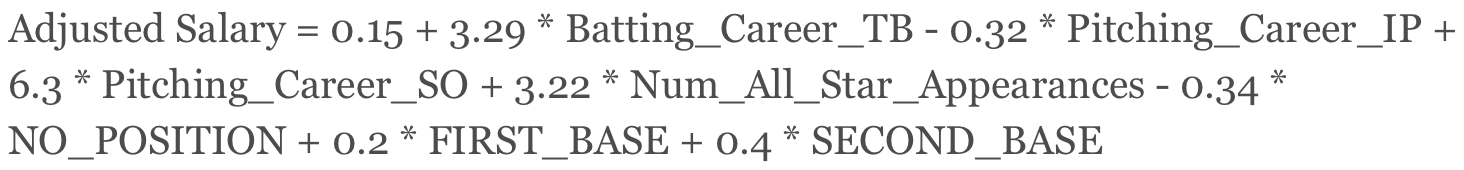 Adjusted Salary = 0.15 + 3.29 * Batting_Career_TB - 0.32 * Pitching_Career_IP +
6.3 * Pitching_Career_SO + 3.22 * Num_All_Star_Appearances - 0.34 *
NO_POSITION + 0.2 * FIRST_BASE + 0.4 * SECOND_BASE